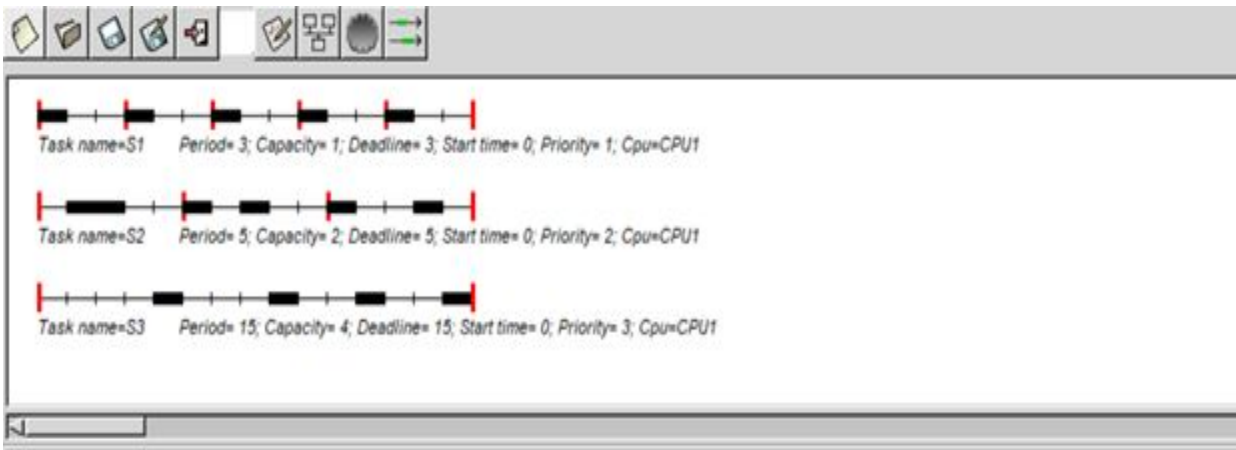 Task name=S1 Period= 3; Capacity= 1; Deadline= 3; Start time= 0; Priority= 1; Cpu=CPU1
Task name=S2 Period= 5; Capacity= 2; Deadline= 5; Start time= 0; Priority= 2; Cpu=CPU1
Task name=S3 Period= 15; Capacity= 4; Deadline= 15; Start time= 0; Priority= 3; Cpu=CPU1